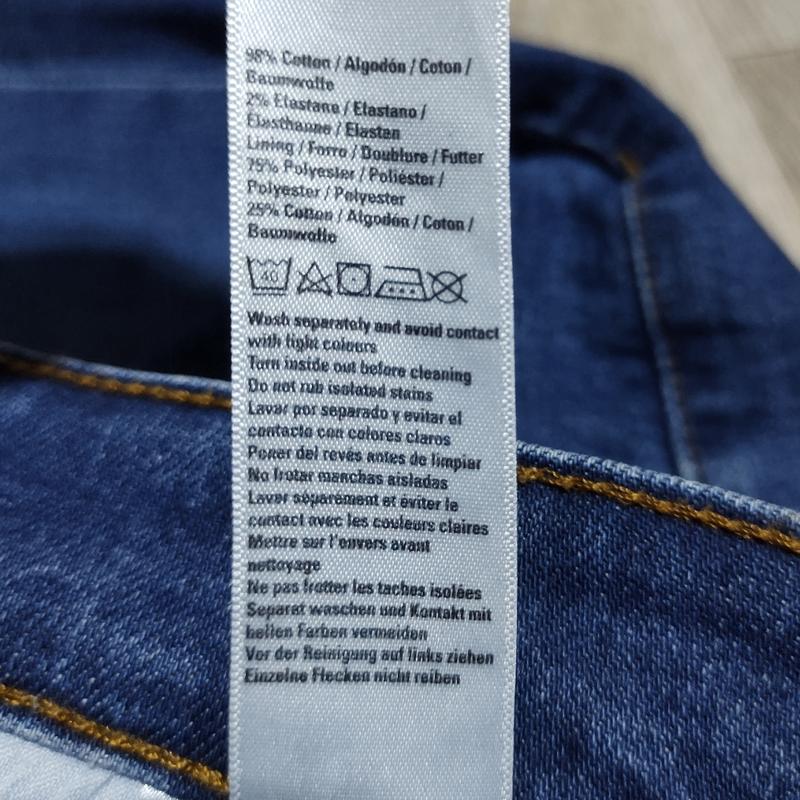 98% Cotton / Algodón / Coton /
Baumwolle
2% Elastane / Elastano /
Elasthanne / Elastan
Lining / Forro / Doublure / Futter
75% Polyester / Poliéster /
Polyester / Polyester
25% Cotton / Algodón / Coton /
Baumwolle
40
Wash separately and avoid contact
with light colours
Turn inside out before cleaning
Do not rub isolated stains
Lavar por separado y evitar el
contacto con colores claros
Poner del revés antes de limpiar
No frotar manchas aisladas
Laver séparément et éviter le
contact avec les couleurs claires
Mettre sur l'envers avant
nettoyage
Ne pas frotter les taches isolées
Separat waschen und Kontakt mit
hellen Farben vermeiden
Vor der Reinigung auf links ziehen
Einzelne Flecken nicht reiben